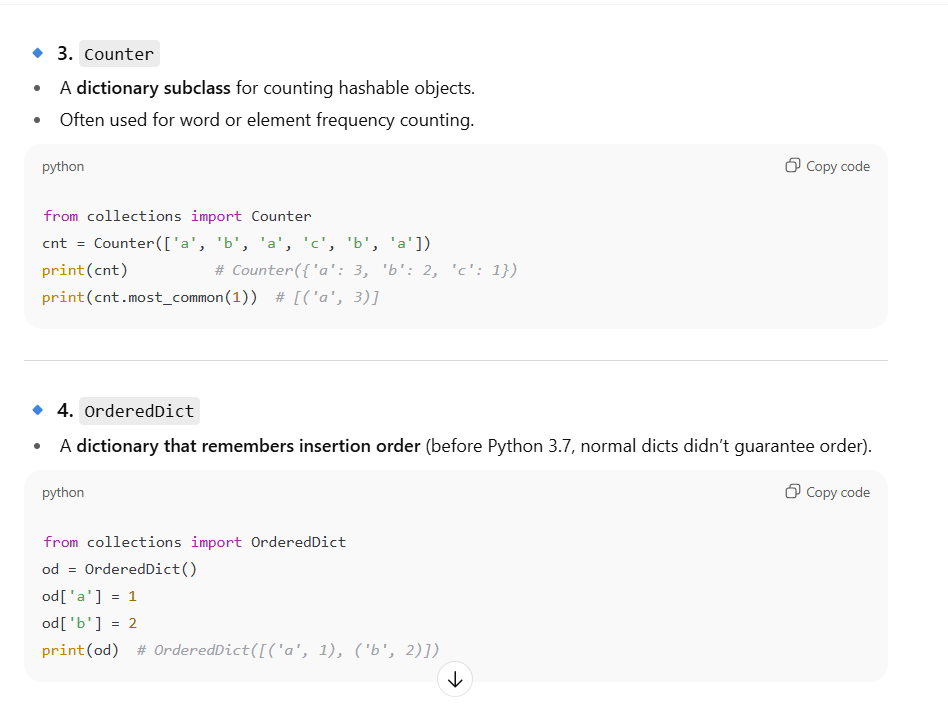 3. Counter
A dictionary subclass for counting hashable objects.
Often used for word or element frequency counting.
python Copy code
from collections import Counter
cnt = Counter(['a', 'b', 'a', 'c', 'b', 'a'])
print(cnt)          # Counter({'a': 3, 'b': 2, 'c': 1})
print(cnt.most_common(1))  # [('a', 3)]
4. OrderedDict
A dictionary that remembers insertion order (before Python 3.7, normal dicts didn’t guarantee order).
python Copy code
from collections import OrderedDict
od = OrderedDict()
od['a'] = 1
od['b'] = 2
print(od)  # OrderedDict([('a', 1), ('b', 2)])